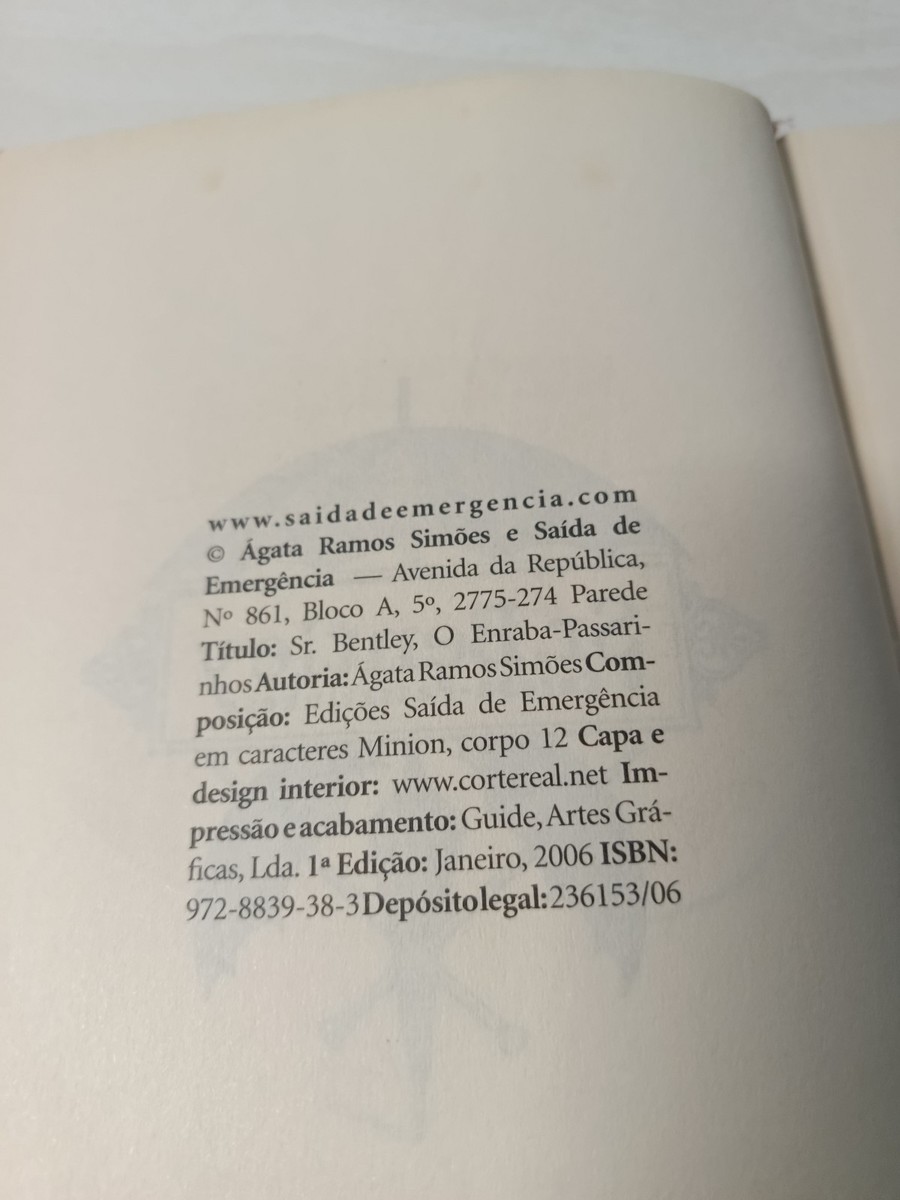 www.saidadeemergencia.com
© Ágata Ramos Simões e Saída de
Emergência — Avenida da República,
Nº 861, Bloco A, 5º, 2775-274 Parede
Título: Sr. Bentley, O Enraba-Passari-
nhos Autoria: Ágata Ramos Simões Com-
posição: Edições Saída de Emergência
em caracteres Minion, corpo 12 Capa e
design interior: www.cortereal.net Im-
pressão e acabamento: Guide, Artes Grá-
ficas, Lda. 1ª Edição: Janeiro, 2006 ISBN:
972-8839-38-3 Depósito legal: 236153/06